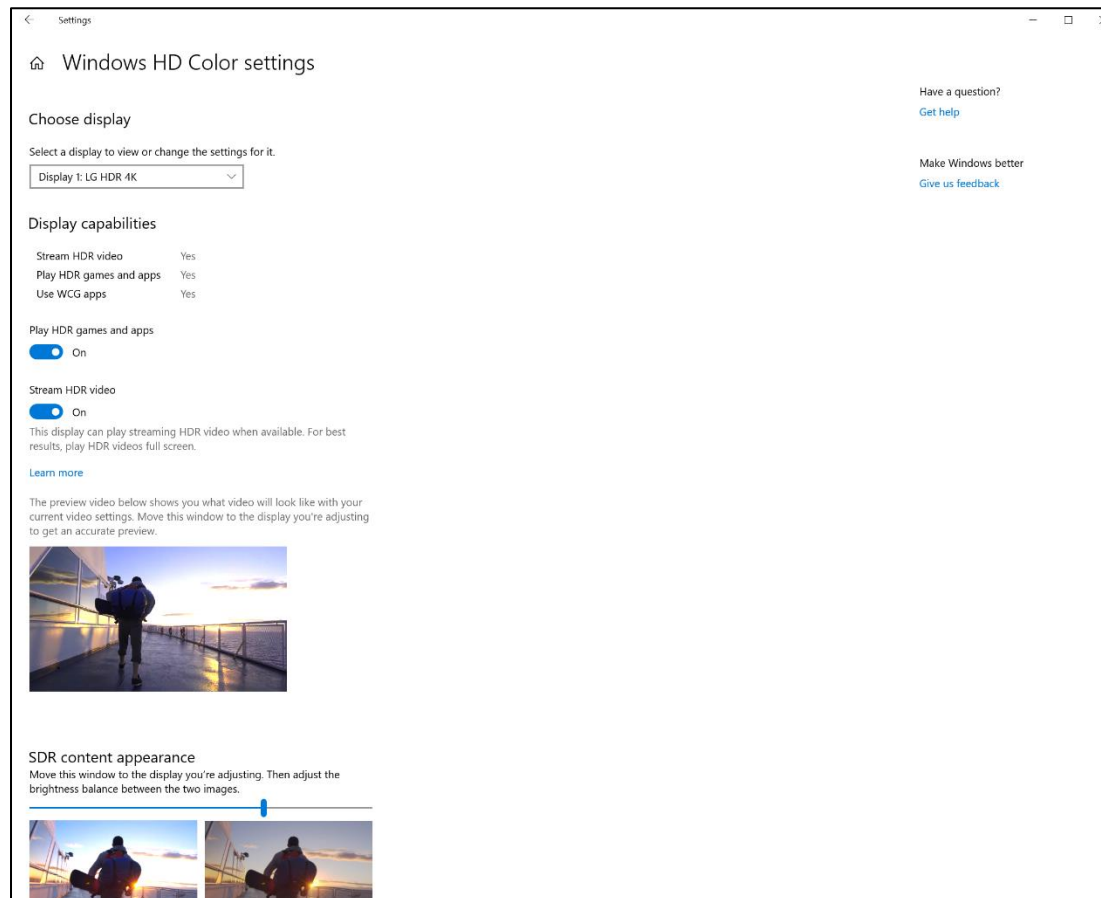 Settings
Windows HD Color settings
Choose display
Select a display to view or change the settings for it.
Display 1: LG HDR 4K
Display capabilities
Stream HDR video Yes
Play HDR games and apps Yes
Use WCG apps Yes
Play HDR games and apps
On
Stream HDR video
On
This display can play streaming HDR video when available. For best
results, play HDR videos full screen.
Learn more
The preview video below shows you what video will look like with your
current video settings. Move this window to the display you're adjusting
to get an accurate preview.
SDR content appearance
Move this window to the display you're adjusting. Then adjust the
brightness balance between the two images.
Have a question?
Get help
Make Windows better
Give us feedback